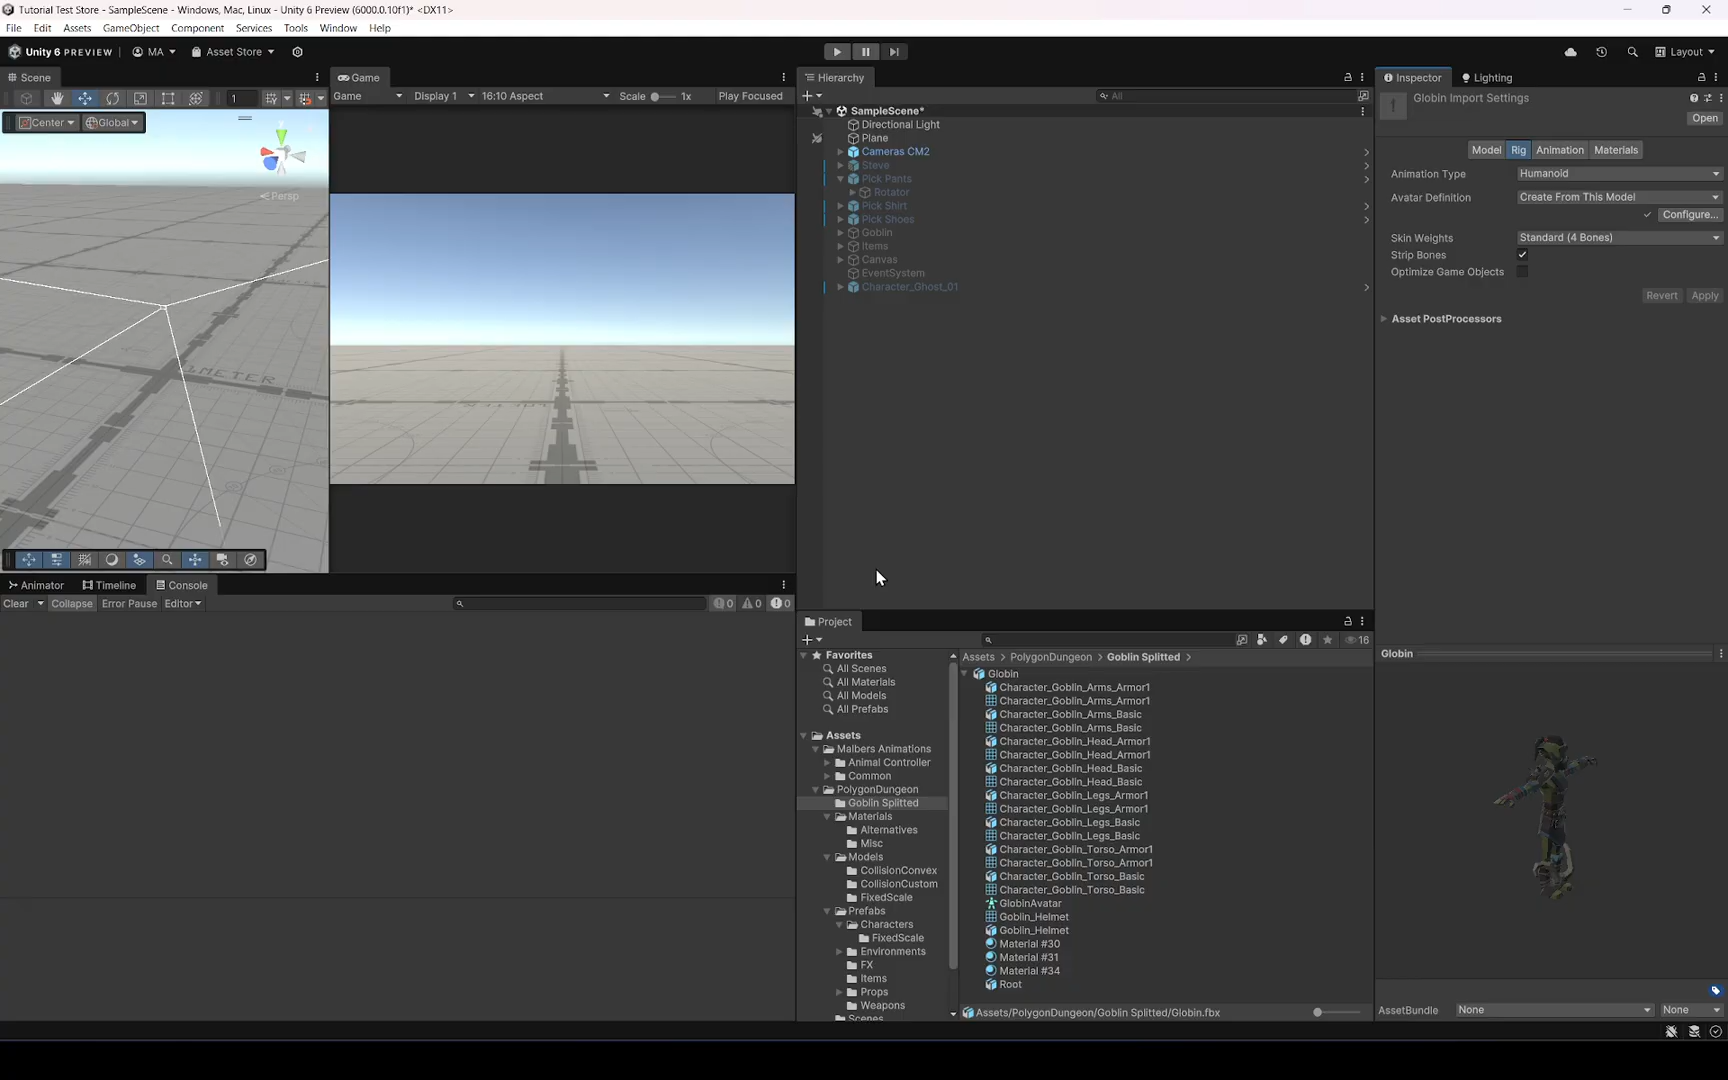 Tutorial Test Store - SampleScene - Windows, Mac, Linux - Unity 6 Preview (6000.0.10f1)* <DX11>
File Edit Assets GameObject Component Services Tools Window Help
Unity 6 PREVIEW MA Asset Store Layout
Scene
Game
Hierarchy
Inspector Lighting
1
Game Display 1 16:10 Aspect Scale 1x Play Focused
All
Globin Import Settings
Open
Center Global
Persp
METER
SampleScene*
Directional Light
Plane
Cameras CM2
Steve
Pick Pants
Rotator
Pick Shirt
Pick Shoes
Goblin
Items
Canvas
EventSystem
Character_Ghost_01
Model Rig Animation Materials
Animation Type Humanoid
Avatar Definition Create From This Model
Configure...
Skin Weights Standard (4 Bones)
Strip Bones
Optimize Game Objects
Revert Apply
Asset PostProcessors
Animator Timeline Console
Clear Collapse Error Pause Editor 0 0 0
Project
16
Favorites
All Scenes
All Materials
All Models
All Prefabs
Assets
Malbers Animations
Animal Controller
Common
PolygonDungeon
Goblin Splitted
Materials
Alternatives
Misc
Models
CollisionConvex
CollisionCustom
FixedScale
Prefabs
Characters
FixedScale
Environments
FX
Items
Props
Weapons
Scenes
Assets > PolygonDungeon > Goblin Splitted >
Globin
Character_Goblin_Arms_Armor1
Character_Goblin_Arms_Armor1
Character_Goblin_Arms_Basic
Character_Goblin_Arms_Basic
Character_Goblin_Head_Armor1
Character_Goblin_Head_Armor1
Character_Goblin_Head_Basic
Character_Goblin_Head_Basic
Character_Goblin_Legs_Armor1
Character_Goblin_Legs_Armor1
Character_Goblin_Legs_Basic
Character_Goblin_Legs_Basic
Character_Goblin_Torso_Armor1
Character_Goblin_Torso_Armor1
Character_Goblin_Torso_Basic
Character_Goblin_Torso_Basic
GlobinAvatar
Goblin_Helmet
Goblin_Helmet
Material #30
Material #31
Material #34
Root
Assets/PolygonDungeon/Goblin Splitted/Globin.fbx
Globin
AssetBundle None None